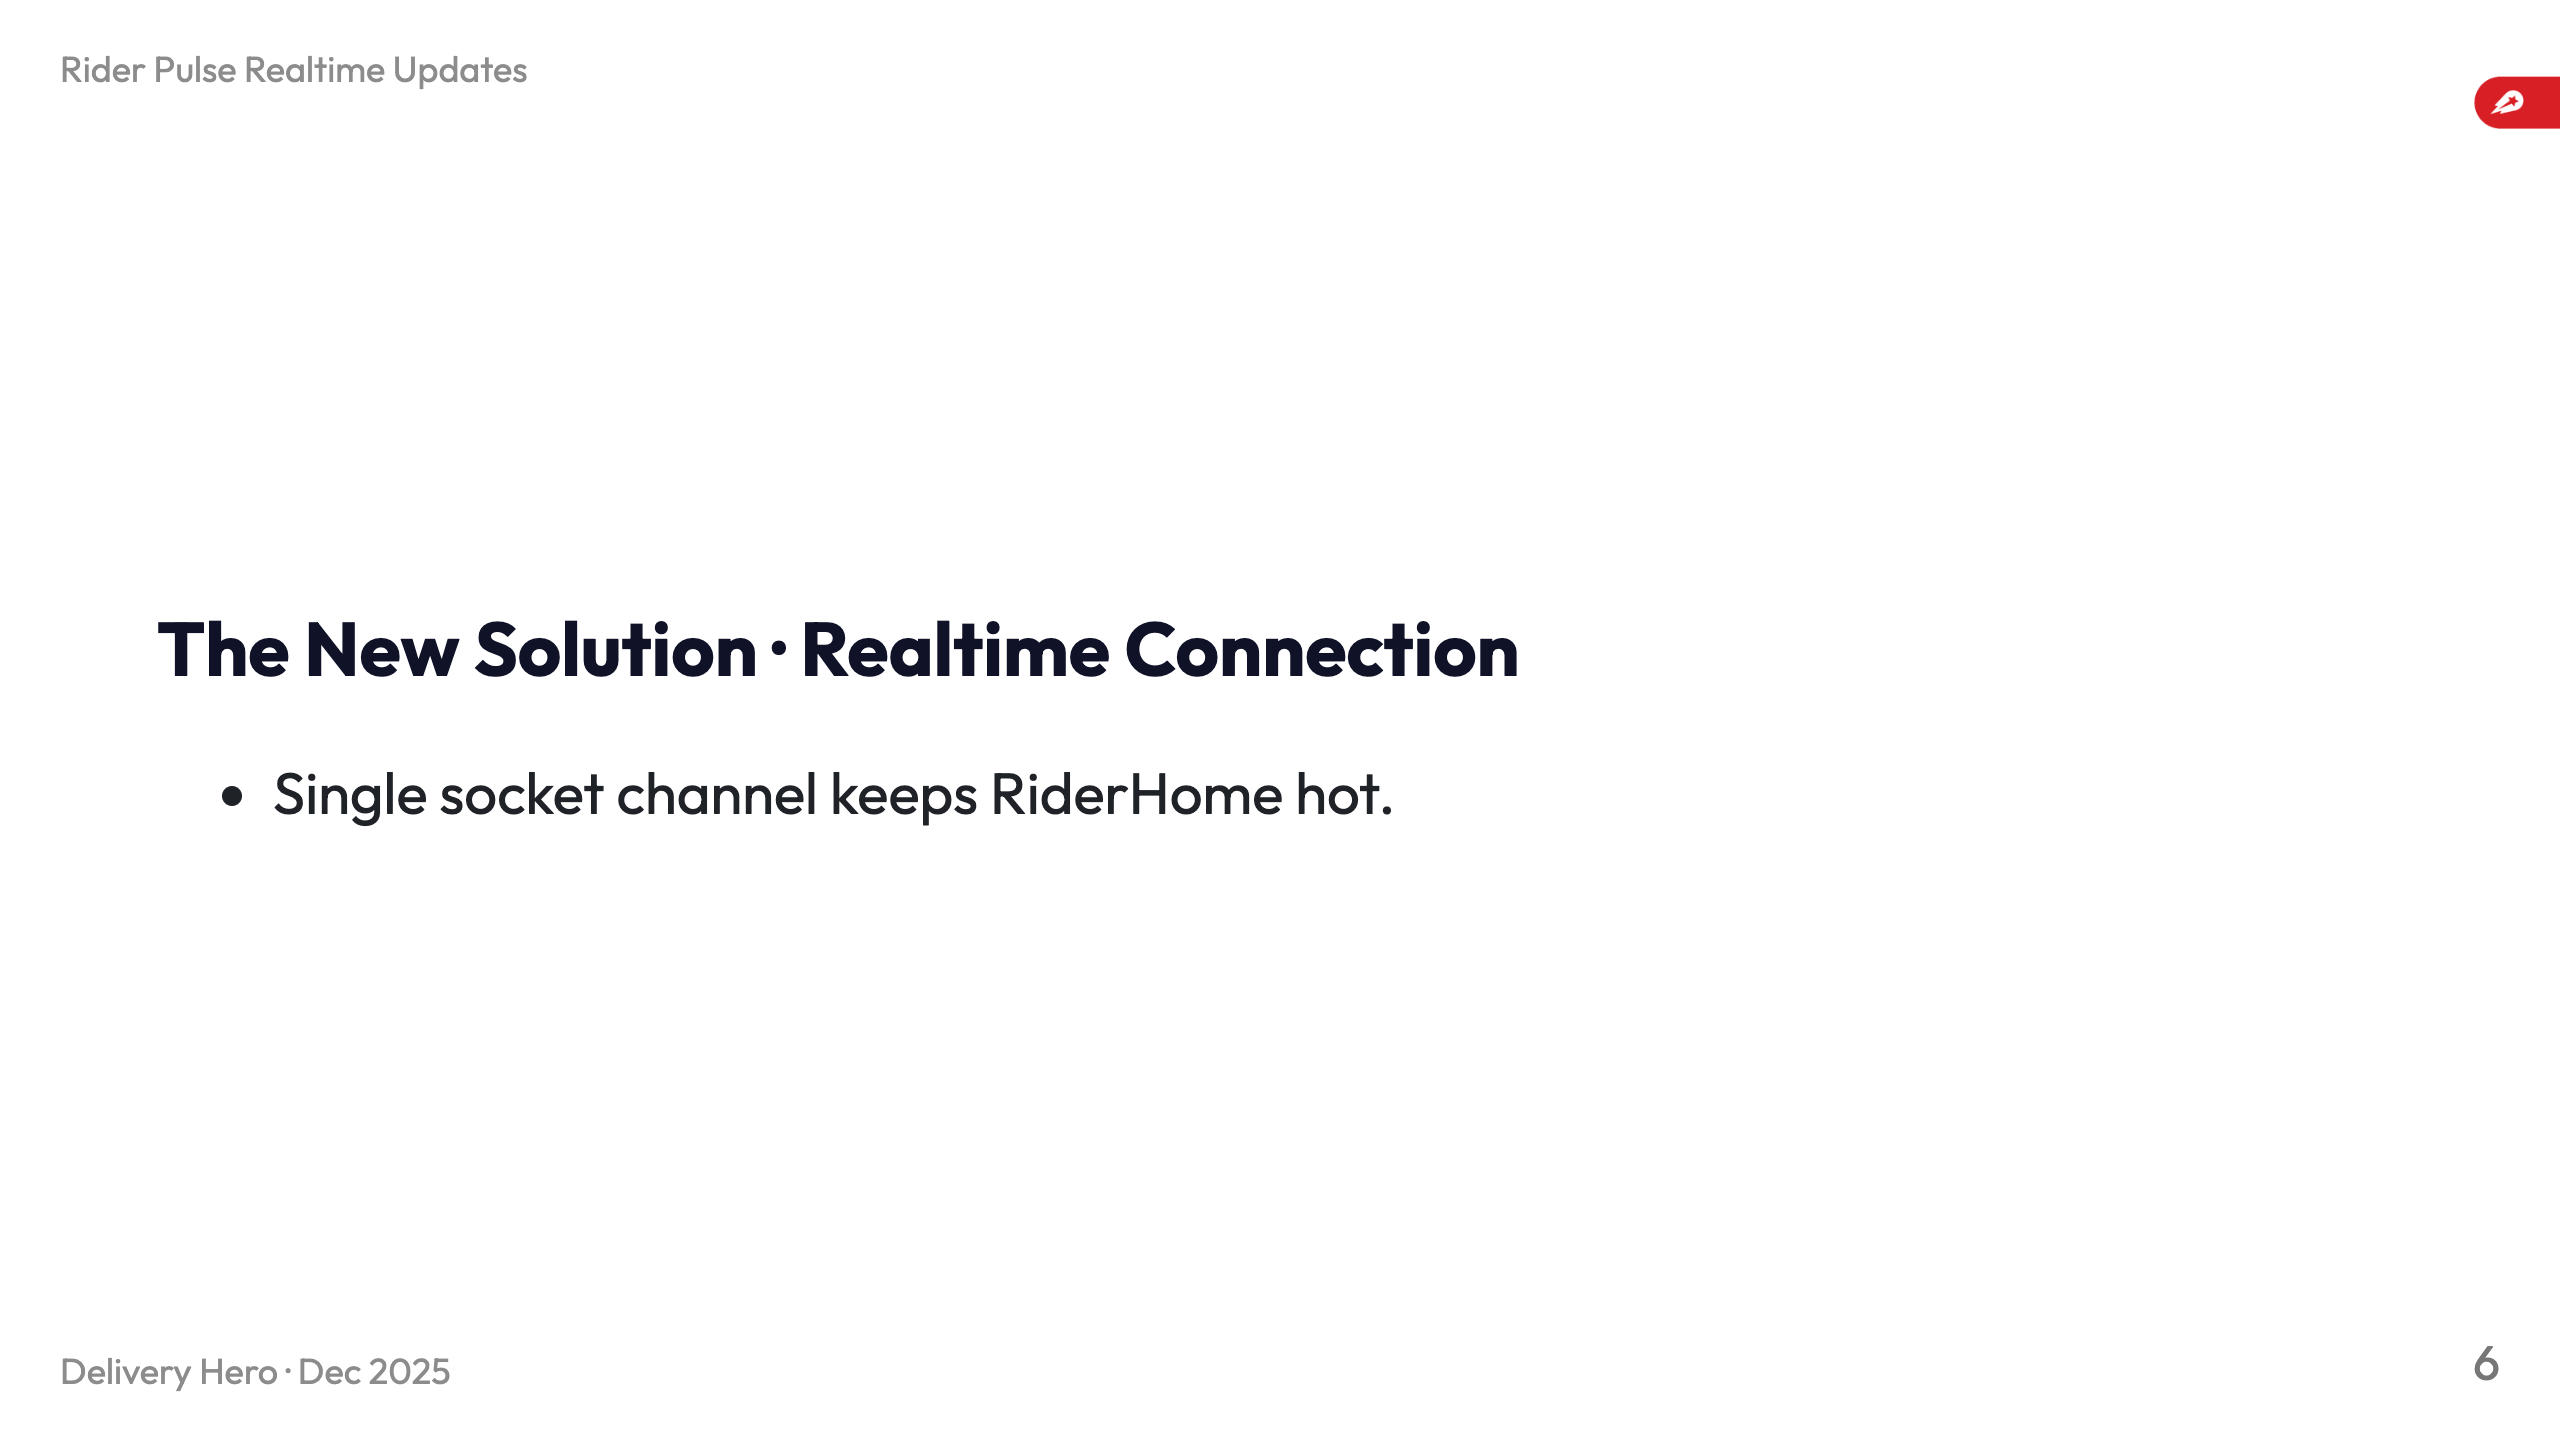 Rider Pulse Realtime Updates
The New Solution · Realtime Connection
• Single socket channel keeps RiderHome hot.
Delivery Hero · Dec 2025
6